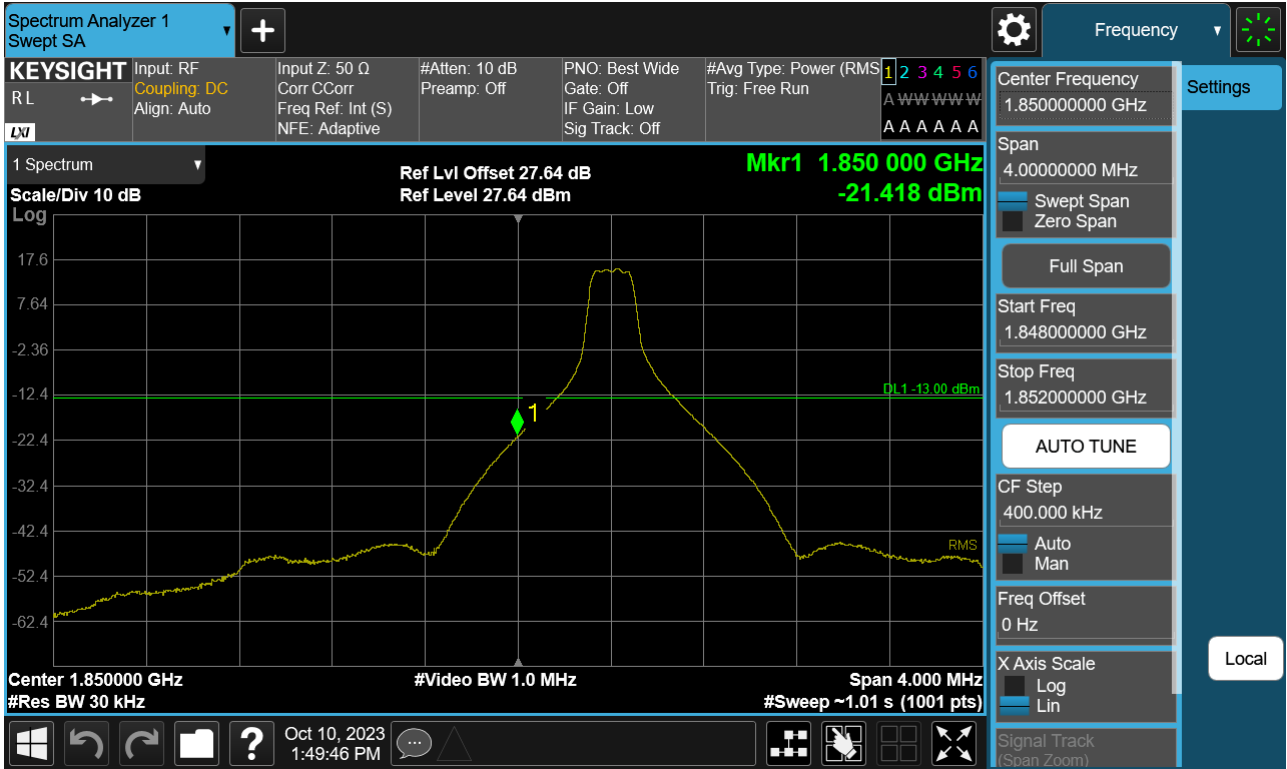 Spectrum Analyzer 1
Swept SA
Frequency
KEYSIGHT
R L
LXI
Input: RF
Coupling: DC
Align: Auto
Input Z: 50 Ω
Corr CCorr
Freq Ref: Int (S)
NFE: Adaptive
#Atten: 10 dB
Preamp: Off
PNO: Best Wide
Gate: Off
IF Gain: Low
Sig Track: Off
#Avg Type: Power (RMS
Trig: Free Run
1 2 3 4 5 6
A W W W W W
A A A A A A
1 Spectrum
Scale/Div 10 dB
Log
Ref Lvl Offset 27.64 dB
Ref Level 27.64 dBm
Mkr1 1.850 000 GHz
-21.418 dBm
17.6
7.64
-2.36
-12.4
-22.4
-32.4
-42.4
-52.4
-62.4
DL1 -13.00 dBm
1
RMS
Center 1.850000 GHz
#Res BW 30 kHz
#Video BW 1.0 MHz
Span 4.000 MHz
#Sweep ~1.01 s (1001 pts)
Center Frequency
1.850000000 GHz
Settings
Span
4.00000000 MHz
Swept Span
Zero Span
Full Span
Start Freq
1.848000000 GHz
Stop Freq
1.852000000 GHz
AUTO TUNE
CF Step
400.000 kHz
Auto
Man
Freq Offset
0 Hz
X Axis Scale
Log
Lin
Signal Track
(Span Zoom)
Local
?
Oct 10, 2023
1:49:46 PM